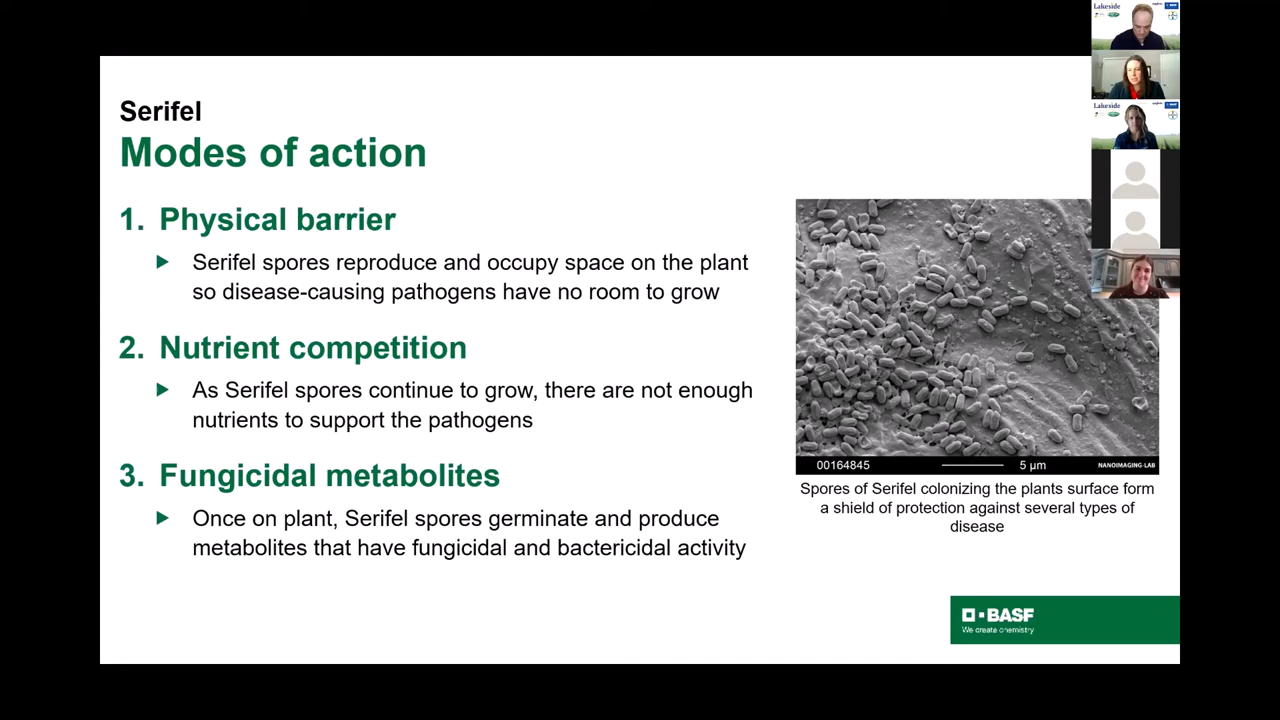 Serifel
Modes of action
1. Physical barrier
Serifel spores reproduce and occupy space on the plant
so disease-causing pathogens have no room to grow
2. Nutrient competition
As Serifel spores continue to grow, there are not enough
nutrients to support the pathogens
3. Fungicidal metabolites
Once on plant, Serifel spores germinate and produce
metabolites that have fungicidal and bactericidal activity
00164845
5 µm
NANOIMAGING-LAB
Spores of Serifel colonizing the plants surface form
a shield of protection against several types of
disease
BASF
We create chemistry
Lakeside
Lakeside